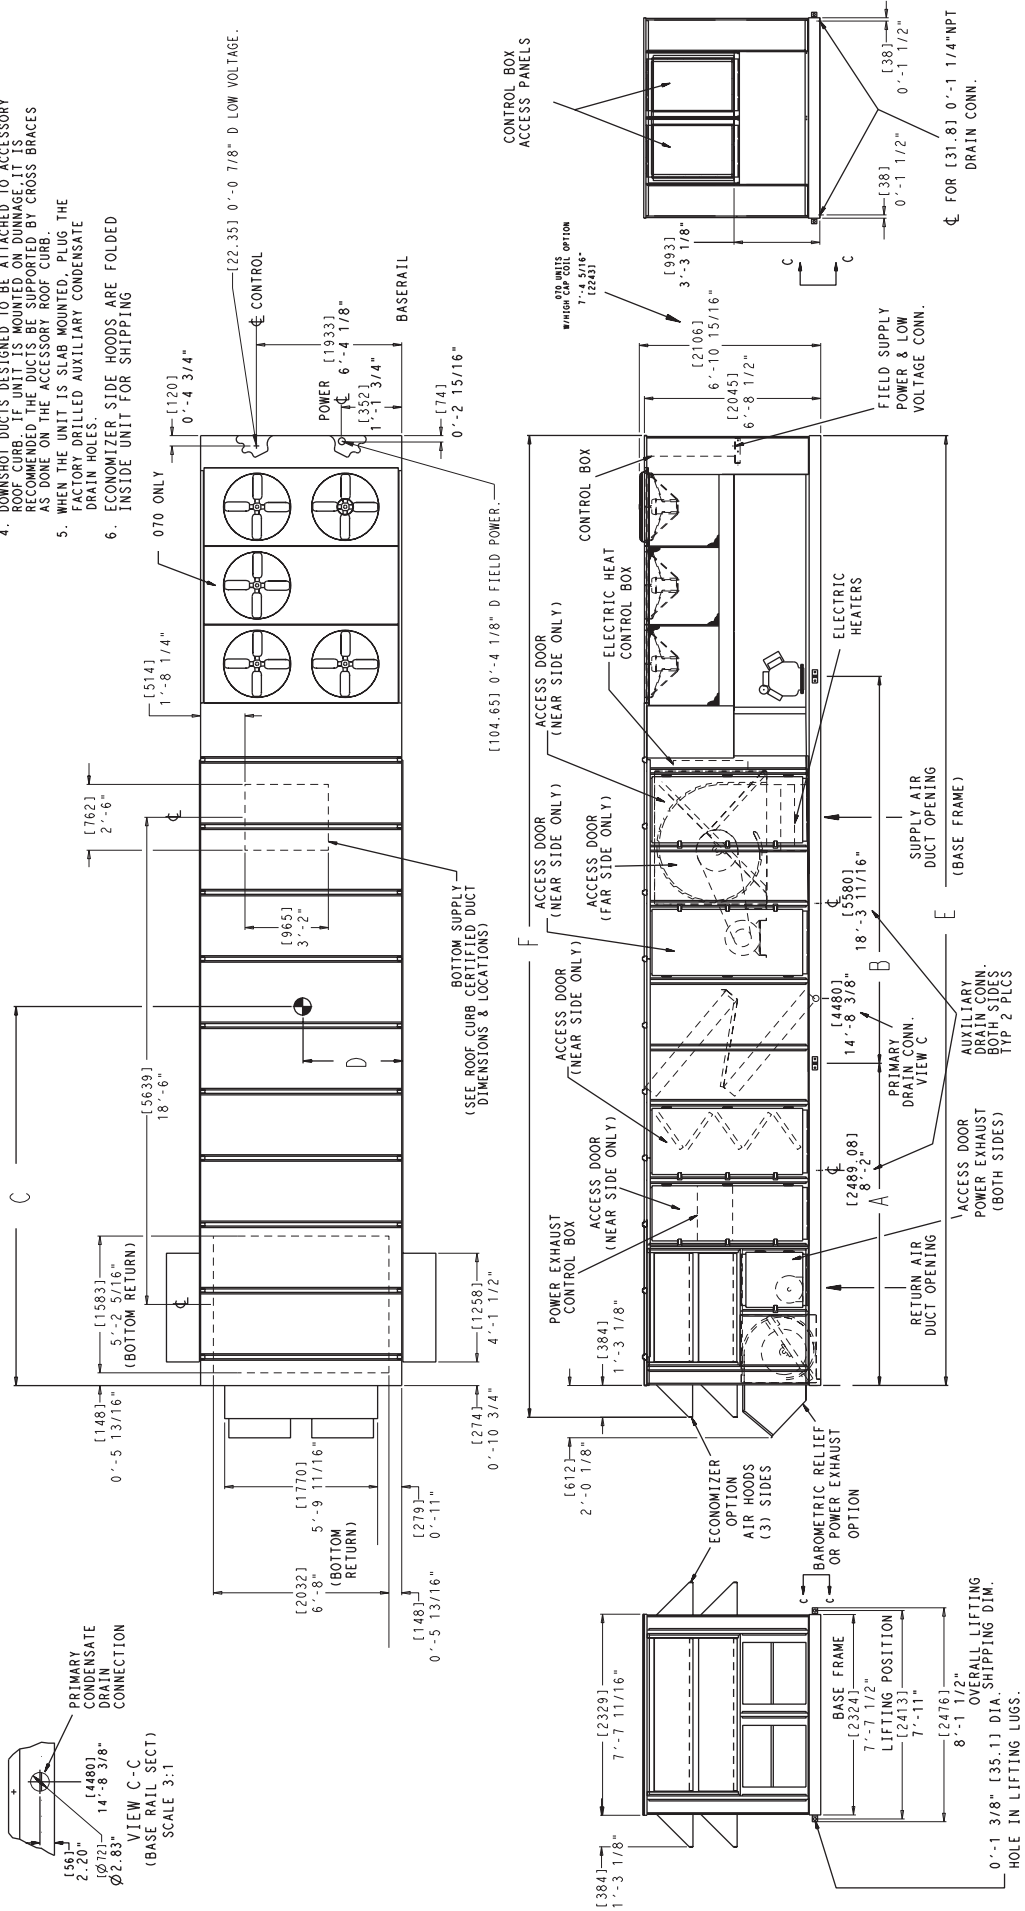 4. DOWNSHOT DUCTS DESIGNED TO BE ATTACHED TO ACCESSORY
ROOF CURB. IF UNIT IS MOUNTED ON DUNNAGE,IT IS
RECOMMENDED THE DUCTS BE SUPPORTED BY CROSS BRACES
AS DONE ON THE ACCESSORY ROOF CURB.
5. WHEN THE UNIT IS SLAB MOUNTED, PLUG THE
FACTORY DRILLED AUXILIARY CONDENSATE
DRAIN HOLES.
6. ECONOMIZER SIDE HOODS ARE FOLDED
INSIDE UNIT FOR SHIPPING
PRIMARY
CONDENSATE
DRAIN
CONNECTION
[56]
2.20"
[Ø72]
Ø2.83"
[4480]
14'-8 3/8"
VIEW C-C
(BASE RAIL SECT)
SCALE 3:1
C
[148]
0'-5 13/16"
[1583]
5'-2 5/16"
(BOTTOM RETURN)
[5639]
18'-6"
℄
[762]
2'-6"
℄
[514]
1'-8 1/4"
070 ONLY
[120]
0'-4 3/4"
[22.35] 0'-0 7/8" D LOW VOLTAGE.
℄ CONTROL
POWER
℄
[1933]
6'-4 1/8"
[352]
1'-1 3/4"
BASERAIL
[74]
0'-2 15/16"
[104.65] 0'-4 1/8" D FIELD POWER.
[965]
3'-2"
BOTTOM SUPPLY
(SEE ROOF CURB CERTIFIED DUCT
DIMENSIONS & LOCATIONS)
D
[2032]
6'-8"
(BOTTOM
RETURN)
[1770]
5'-9 11/16"
[148]
0'-5 13/16"
[279]
0'-11"
[274]
0'-10 3/4"
[1258]
4'-1 1/2"
CONTROL BOX
ACCESS PANELS
[38]
0'-1 1/2"
[38]
0'-1 1/2"
℄ FOR [31.8] 0'-1 1/4"NPT
DRAIN CONN.
[993]
3'-3 1/8"
C
C
070 UNITS
W/HIGH CAP COIL OPTION
7'-4 5/16"
[2243]
[2106]
6'-10 15/16"
[2045]
6'-8 1/2"
FIELD SUPPLY
POWER & LOW
VOLTAGE CONN.
F
CONTROL BOX
ELECTRIC HEAT
CONTROL BOX
ACCESS DOOR
(NEAR SIDE ONLY)
ACCESS DOOR
(NEAR SIDE ONLY)
ACCESS DOOR
(FAR SIDE ONLY)
ACCESS DOOR
(NEAR SIDE ONLY)
ACCESS DOOR
(NEAR SIDE ONLY)
POWER EXHAUST
CONTROL BOX
[384]
1'-3 1/8"
[612]
2'-0 1/8"
ELECTRIC
HEATERS
SUPPLY AIR
DUCT OPENING
(BASE FRAME)
℄
[5580]
18'-3 11/16"
B
E
[4480]
14'-8 3/8"
PRIMARY
DRAIN CONN.
VIEW C
AUXILIARY
DRAIN CONN.
BOTH SIDES
TYP 2 PLCS
℄
[2489.08]
8'-2"
A
ACCESS DOOR
POWER EXHAUST
(BOTH SIDES)
RETURN AIR
DUCT OPENING
ECONOMIZER
OPTION
AIR HOODS
(3) SIDES
BAROMETRIC RELIEF
OR POWER EXHAUST
OPTION
C
C
[2329]
7'-7 11/16"
[384]
1'-3 1/8"
BASE FRAME
[2324]
7'-7 1/2"
LIFTING POSITION
[2413]
7'-11"
[2476]
8'-1 1/2"
OVERALL LIFTING
SHIPPING DIM.
0'-1 3/8" [35.1] DIA.
HOLE IN LIFTING LUGS.